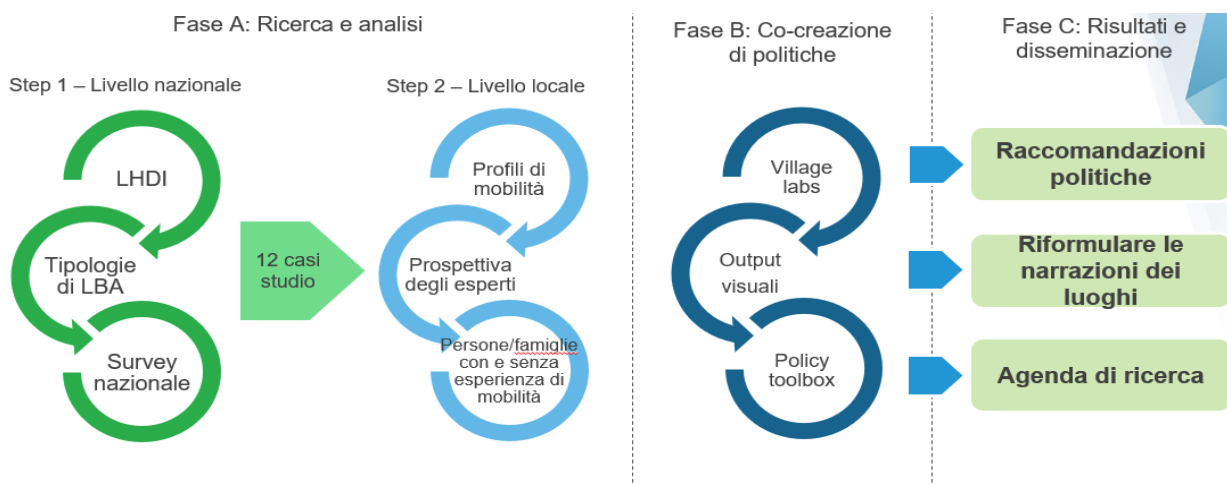 Fase A: Ricerca e analisi
Step 1 – Livello nazionale
LHDI
Tipologie
di LBA
Survey
nazionale
12 casi
studio
Step 2 – Livello locale
Profili di
mobilità
Prospettiva
degli esperti
Persone/famiglie
con e senza
esperienza di
mobilità
Fase B: Co-creazione
di politiche
Village
labs
Output
visuali
Policy
toolbox
Fase C: Risultati e
disseminazione
Raccomandazioni
politiche
Riformulare le
narrazioni dei
luoghi
Agenda di ricerca